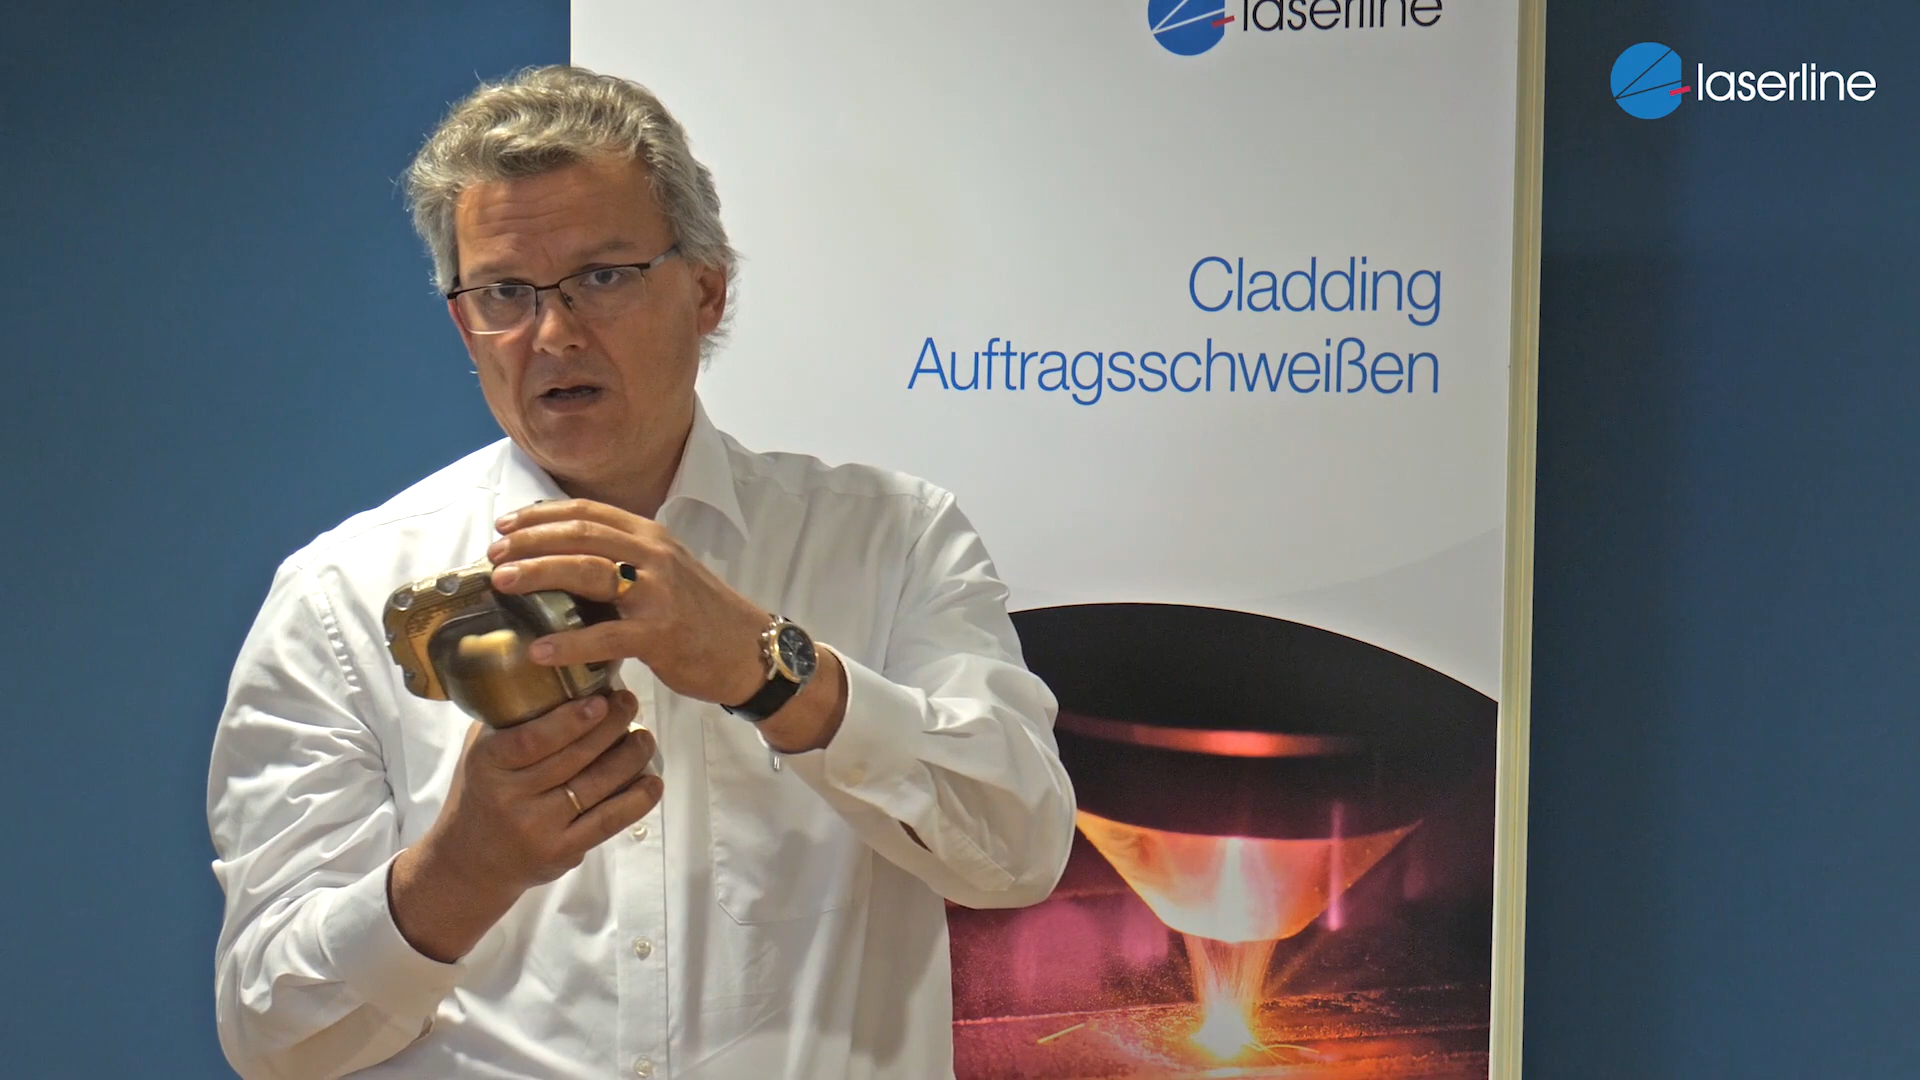 laserline
laserline
Cladding
Auftragsschweißen